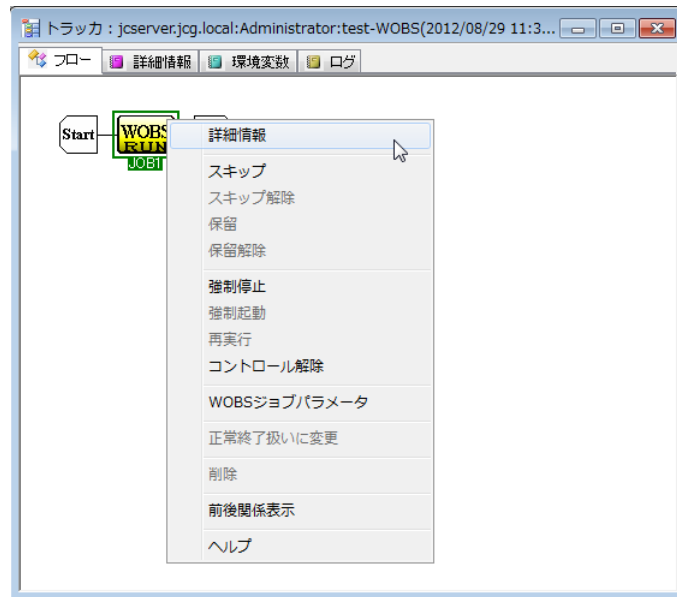 トラッカ : jcserver.jcg.local:Administrator:test-WOBS(2012/08/29 11:3...
フロー 詳細情報 環境変数 ログ
Start WOBS
RUN
JOB1
詳細情報
スキップ
スキップ解除
保留
保留解除
強制停止
強制起動
再実行
コントロール解除
WOBSジョブパラメータ
正常終了扱いに変更
削除
前後関係表示
ヘルプ